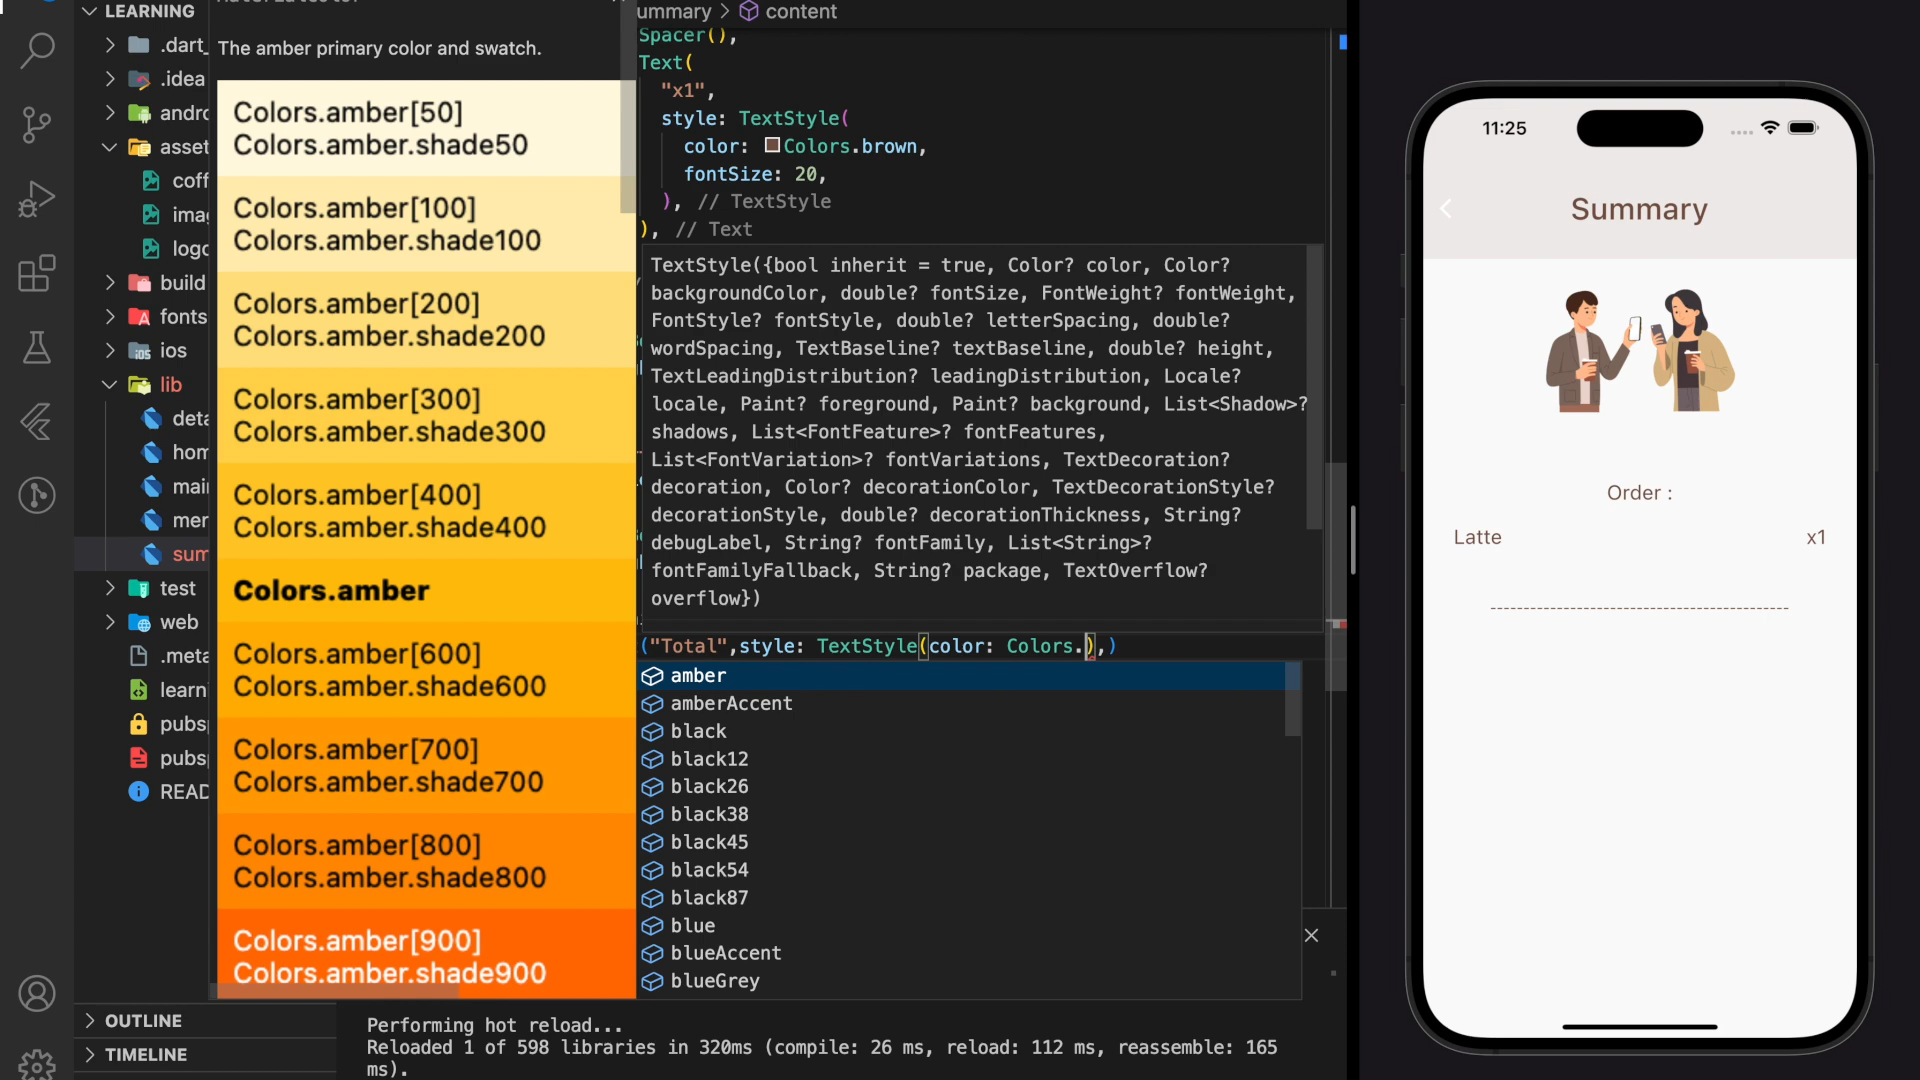 LEARNING
.dart_
.idea
andro
asset
coff
imag
logo
build
fonts
ios
lib
deta
hom
main
men
sum
test
web
.meta
learn
pubsp
pubsp
READ
OUTLINE
TIMELINE
The amber primary color and swatch.
Colors.amber[50]
Colors.amber.shade50
Colors.amber[100]
Colors.amber.shade100
Colors.amber[200]
Colors.amber.shade200
Colors.amber[300]
Colors.amber.shade300
Colors.amber[400]
Colors.amber.shade400
Colors.amber
Colors.amber[600]
Colors.amber.shade600
Colors.amber[700]
Colors.amber.shade700
Colors.amber[800]
Colors.amber.shade800
Colors.amber[900]
Colors.amber.shade900
ummary > content
Spacer(),
Text(
"x1",
style: TextStyle(
color: Colors.brown,
fontSize: 20,
), // TextStyle
), // Text
TextStyle({bool inherit = true, Color? color, Color?
backgroundColor, double? fontSize, FontWeight? fontWeight,
FontStyle? fontStyle, double? letterSpacing, double?
wordSpacing, TextBaseline? textBaseline, double? height,
TextLeadingDistribution? leadingDistribution, Locale?
locale, Paint? foreground, Paint? background, List<Shadow>?
shadows, List<FontFeature>? fontFeatures,
List<FontVariation>? fontVariations, TextDecoration?
decoration, Color? decorationColor, TextDecorationStyle?
decorationStyle, double? decorationThickness, String?
debugLabel, String? fontFamily, List<String>?
fontFamilyFallback, String? package, TextOverflow?
overflow})
("Total",style: TextStyle(color: Colors.),)
amber
amberAccent
black
black12
black26
black38
black45
black54
black87
blue
blueAccent
blueGrey
Performing hot reload...
Reloaded 1 of 598 libraries in 320ms (compile: 26 ms, reload: 112 ms, reassemble: 165
ms).
11:25
Summary
Order :
Latte x1